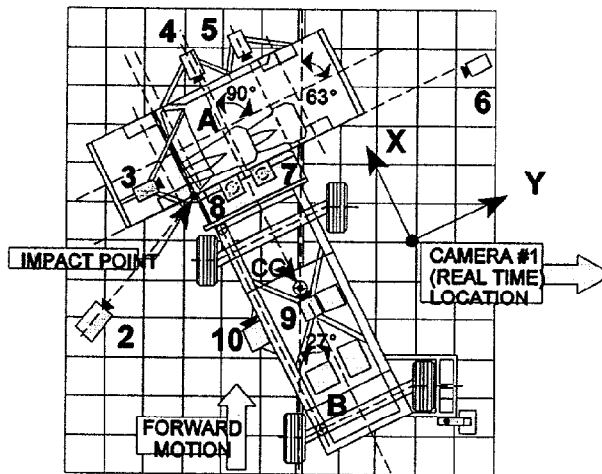 4
5
90°
63°
6
A
X
3
Y
8
7
IMPACT POINT
CG
CAMERA #1
(REAL TIME)
LOCATION
2
9
10
27°
B
FORWARD
MOTION